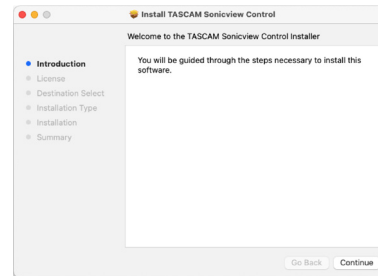 Install TASCAM Sonicview Control
Welcome to the TASCAM Sonicview Control Installer
Introduction
License
Destination Select
Installation Type
Installation
Summary
You will be guided through the steps necessary to install this
software.
Go Back
Continue